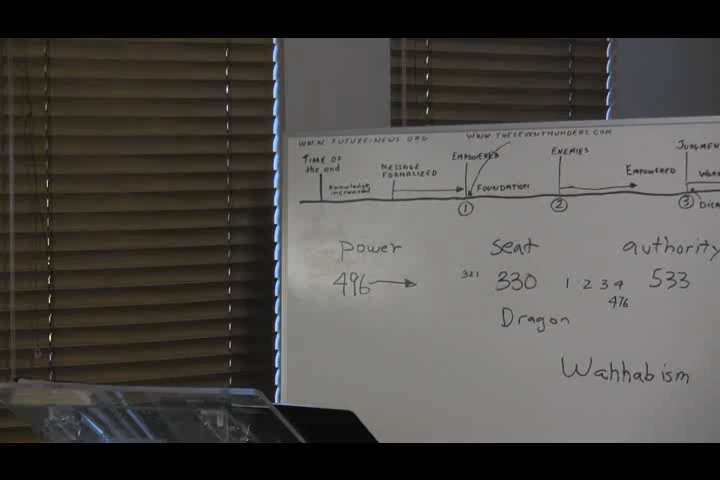 WWW. FUTURE-NEWS.ORG WWW.THESEVENTHUNDERS.COM
TIME OF the end
Knowledge increased
MESSAGE FORMALIZED
EMPOWERED
FOUNDATION
ENEMIES
EMPOWERED
JUDGMEN
1 2 3
power seat authority
496 321 330 1 2 3 4 533
476
Dragon
Wahhabism